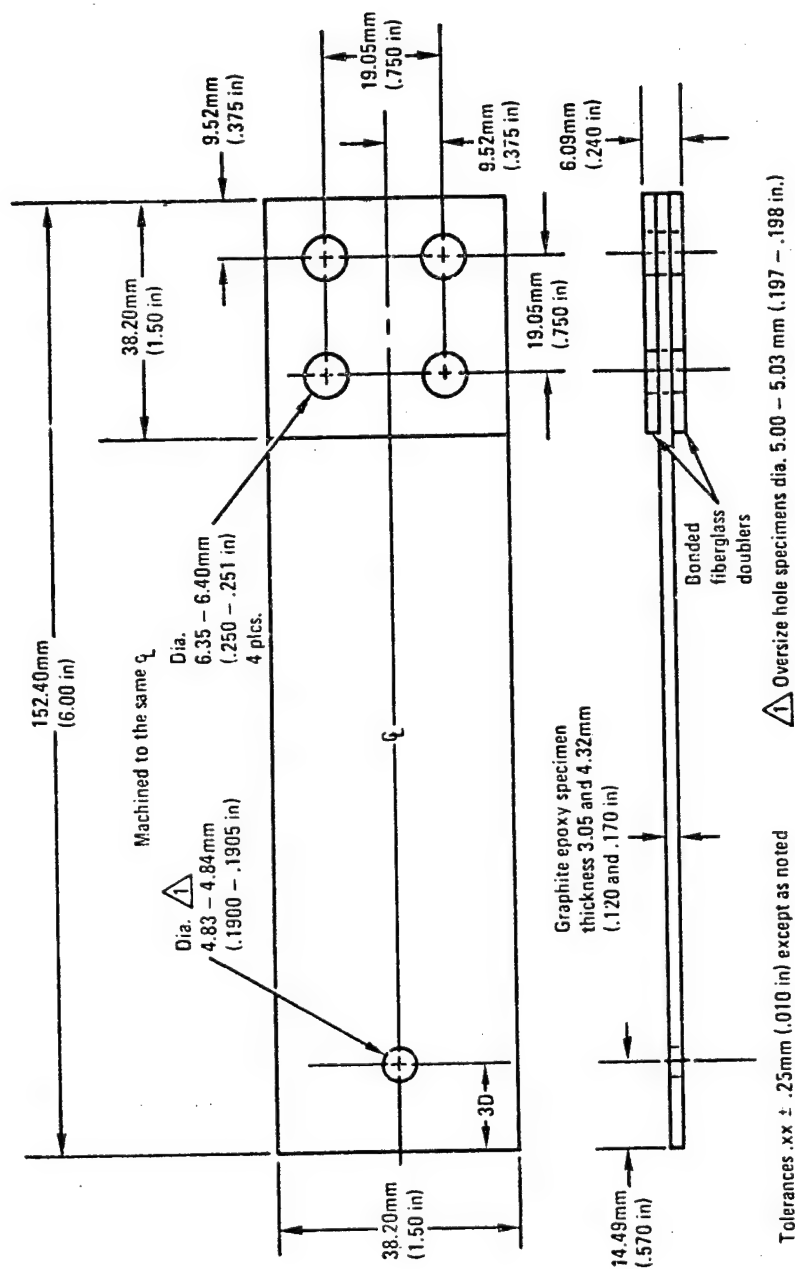 152.40mm
(6.00 in)
38.20mm
(1.50 in)
9.52mm
(.375 in)
19.05mm
(.750 in)
Machined to the same ℄
Dia.
6.35 – 6.40mm
(.250 – .251 in)
4 plcs.
Dia. 1
4.83 – 4.84mm
(.1900 – .1905 in)
9.52mm
(.375 in)
19.05mm
(.750 in)
℄
3D
38.20mm
(1.50 in)
6.09mm
(.240 in)
Graphite epoxy specimen
thickness 3.05 and 4.32mm
(.120 and .170 in)
Bonded
fiberglass
doublers
14.49mm
(.570 in)
Tolerances .xx ± .25mm (.010 in) except as noted
1 Oversize hole specimens dia. 5.00 – 5.03 mm (.197 – .198 in.)